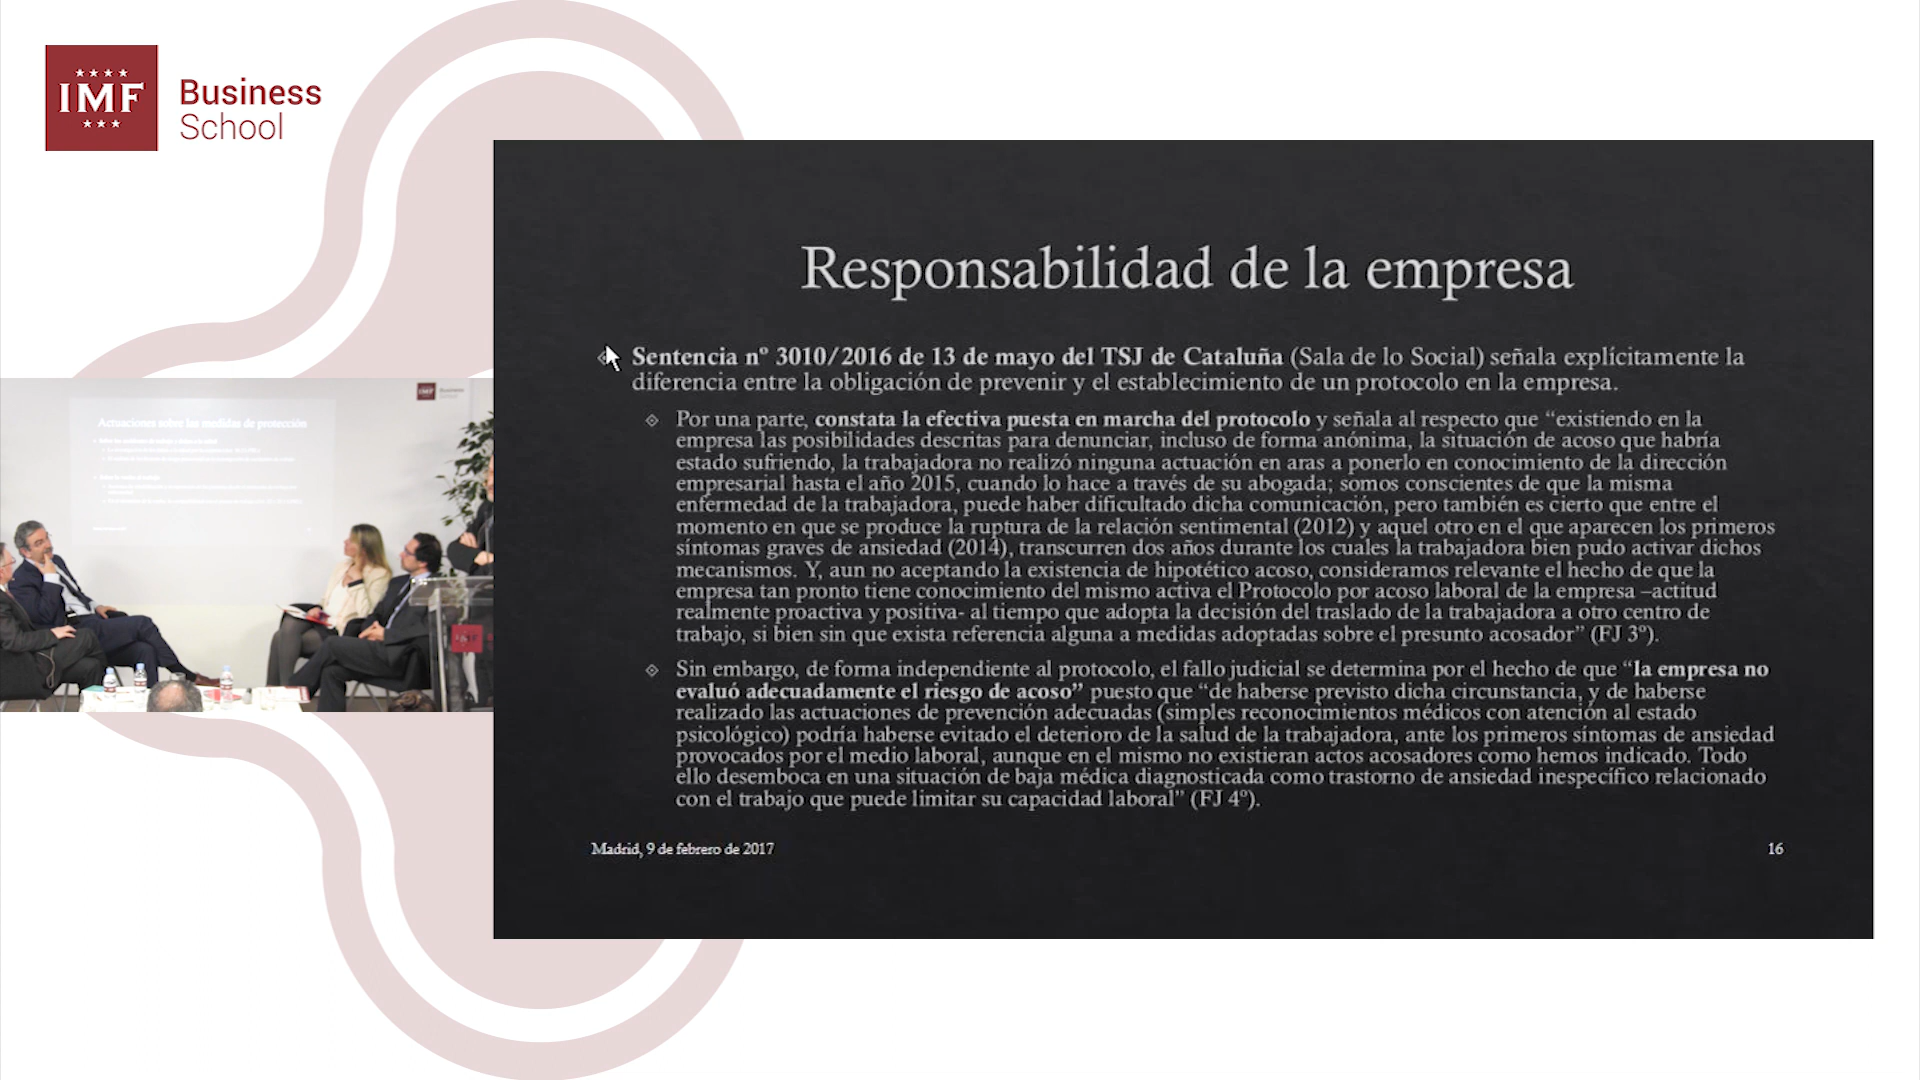 IMF
Business
School
Actuaciones sobre las medidas de protección
Responsabilidad de la empresa
Sentencia nº 3010/2016 de 13 de mayo del TSJ de Cataluña (Sala de lo Social) señala explícitamente la
diferencia entre la obligación de prevenir y el establecimiento de un protocolo en la empresa.
Por una parte, constata la efectiva puesta en marcha del protocolo y señala al respecto que “existiendo en la
empresa las posibilidades descritas para denunciar, incluso de forma anónima, la situación de acoso que habría
estado sufriendo, la trabajadora no realizó ninguna actuación en aras a ponerlo en conocimiento de la dirección
empresarial hasta el año 2015, cuando lo hace a través de su abogada; somos conscientes de que la misma
enfermedad de la trabajadora, puede haber dificultado dicha comunicación, pero también es cierto que entre el
momento en que se produce la ruptura de la relación sentimental (2012) y aquel otro en el que aparecen los primeros
síntomas graves de ansiedad (2014), transcurren dos años durante los cuales la trabajadora bien pudo activar dichos
mecanismos. Y, aun no aceptando la existencia de hipotético acoso, consideramos relevante el hecho de que la
empresa tan pronto tiene conocimiento del mismo activa el Protocolo por acoso laboral de la empresa –actitud
realmente proactiva y positiva- al tiempo que adopta la decisión del traslado de la trabajadora a otro centro de
trabajo, si bien sin que exista referencia alguna a medidas adoptadas sobre el presunto acosador” (FJ 3º).
Sin embargo, de forma independiente al protocolo, el fallo judicial se determina por el hecho de que “la empresa no
evaluó adecuadamente el riesgo de acoso” puesto que “de haberse previsto dicha circunstancia, y de haberse
realizado las actuaciones de prevención adecuadas (simples reconocimientos médicos con atención al estado
psicológico) podría haberse evitado el deterioro de la salud de la trabajadora, ante los primeros síntomas de ansiedad
provocados por el medio laboral, aunque en el mismo no existieran actos acosadores como hemos indicado. Todo
ello desemboca en una situación de baja médica diagnosticada como trastorno de ansiedad inespecífico relacionado
con el trabajo que puede limitar su capacidad laboral” (FJ 4º).
Madrid, 9 de febrero de 2017
16